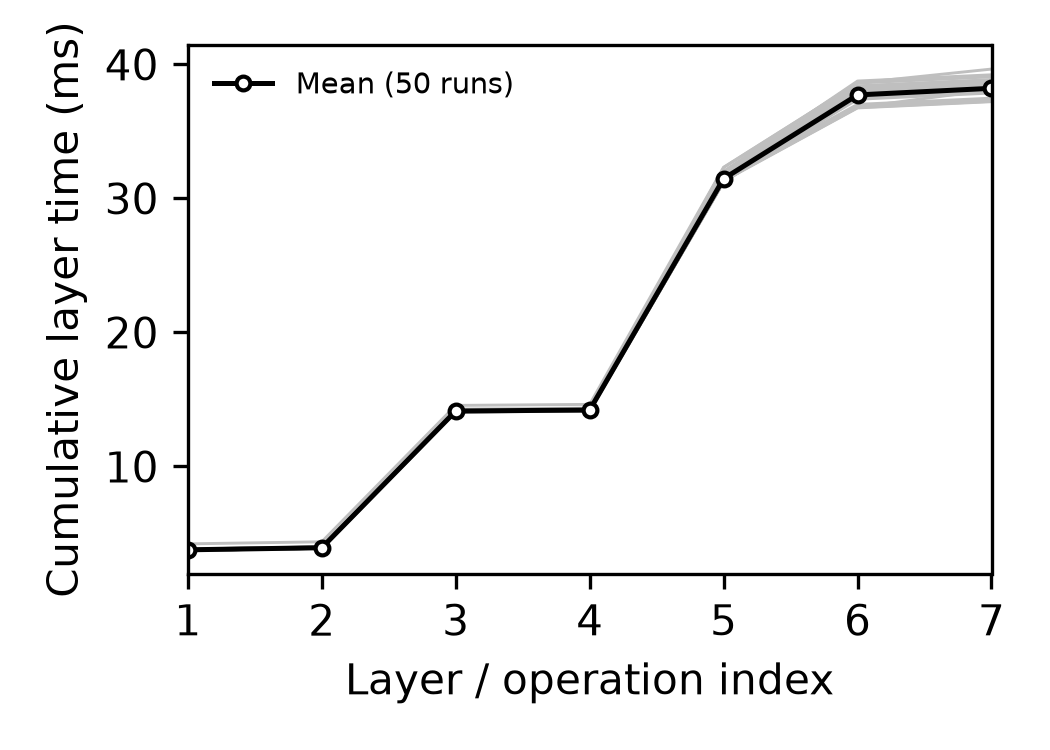 Cumulative layer time (ms)
40
30
20
10
Mean (50 runs)
1 2 3 4 5 6 7
Layer / operation index